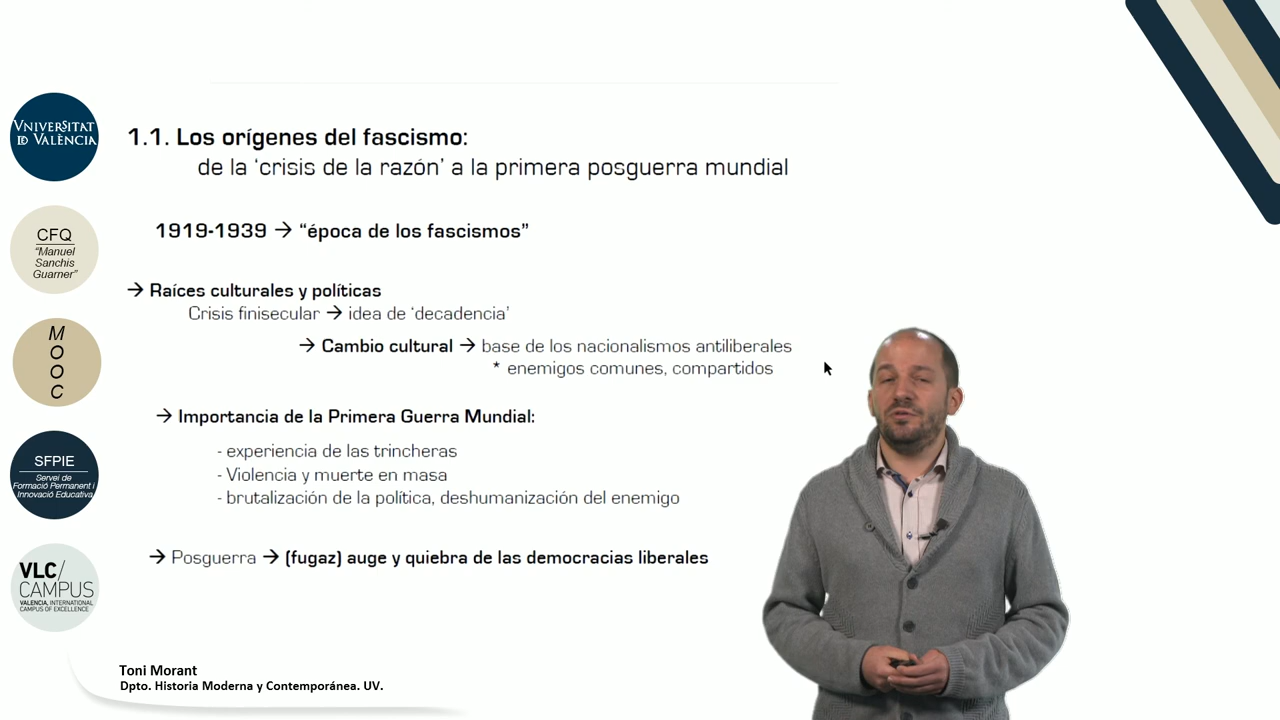 VNIVERSITAT
ID VALÈNCIA
CFQ
“Manuel
Sanchis
Guarner”
M
O
O
C
SFPIE
Servei de
Formació Permanent i
Innovació Educativa
VLC/
CAMPUS
VALENCIA, INTERNATIONAL
CAMPUS OF EXCELLENCE
1.1. Los orígenes del fascismo:
de la ‘crisis de la razón’ a la primera posguerra mundial
1919-1939 → “época de los fascismos”
→ Raíces culturales y políticas
Crisis finisecular → idea de ‘decadencia’
→ Cambio cultural → base de los nacionalismos antiliberales
* enemigos comunes, compartidos
→ Importancia de la Primera Guerra Mundial:
- experiencia de las trincheras
- Violencia y muerte en masa
- brutalización de la política, deshumanización del enemigo
→ Posguerra → (fugaz) auge y quiebra de las democracias liberales
Toni Morant
Dpto. Historia Moderna y Contemporánea. UV.